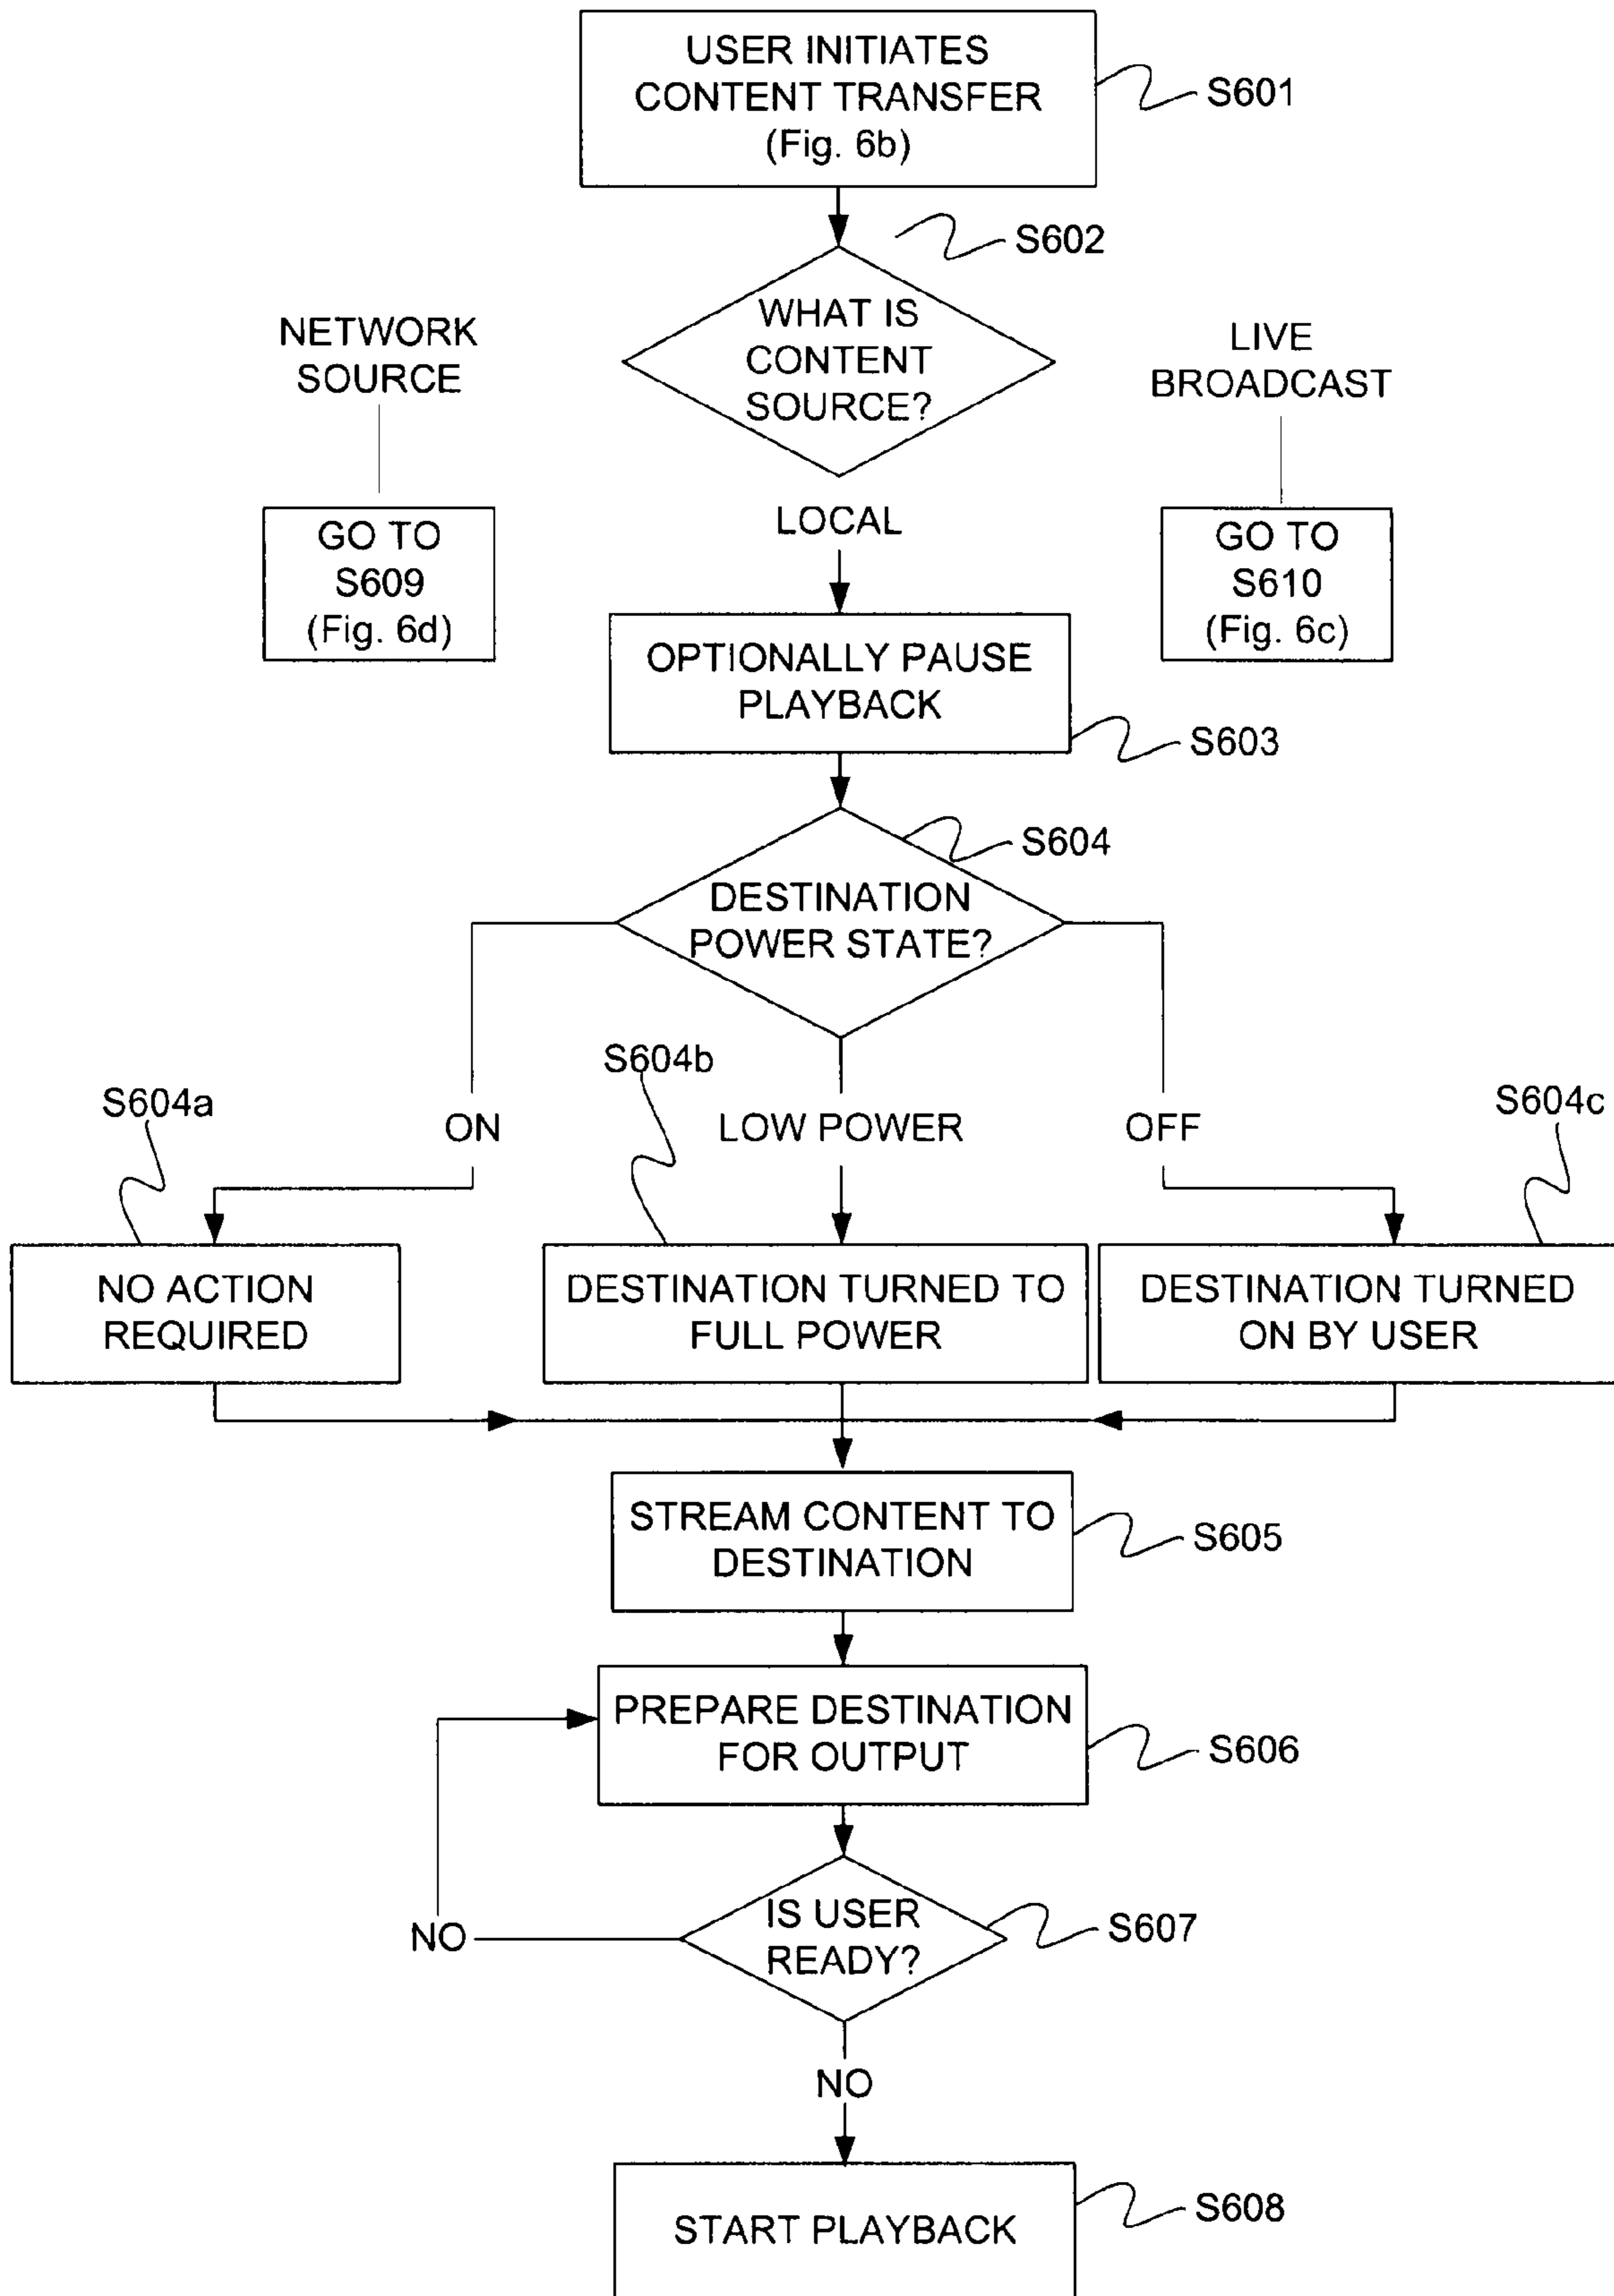 USER INITIATES
CONTENT TRANSFER
(Fig. 6b)
S601
S602
WHAT IS
CONTENT
SOURCE?
NETWORK
SOURCE
LIVE
BROADCAST
GO TO
S609
(Fig. 6d)
LOCAL
GO TO
S610
(Fig. 6c)
OPTIONALLY PAUSE
PLAYBACK
S603
S604
DESTINATION
POWER STATE?
S604a
S604b
S604c
ON
LOW POWER
OFF
NO ACTION
REQUIRED
DESTINATION TURNED TO
FULL POWER
DESTINATION TURNED
ON BY USER
STREAM CONTENT TO
DESTINATION
S605
PREPARE DESTINATION
FOR OUTPUT
S606
IS USER
READY?
S607
NO
NO
START PLAYBACK
S608